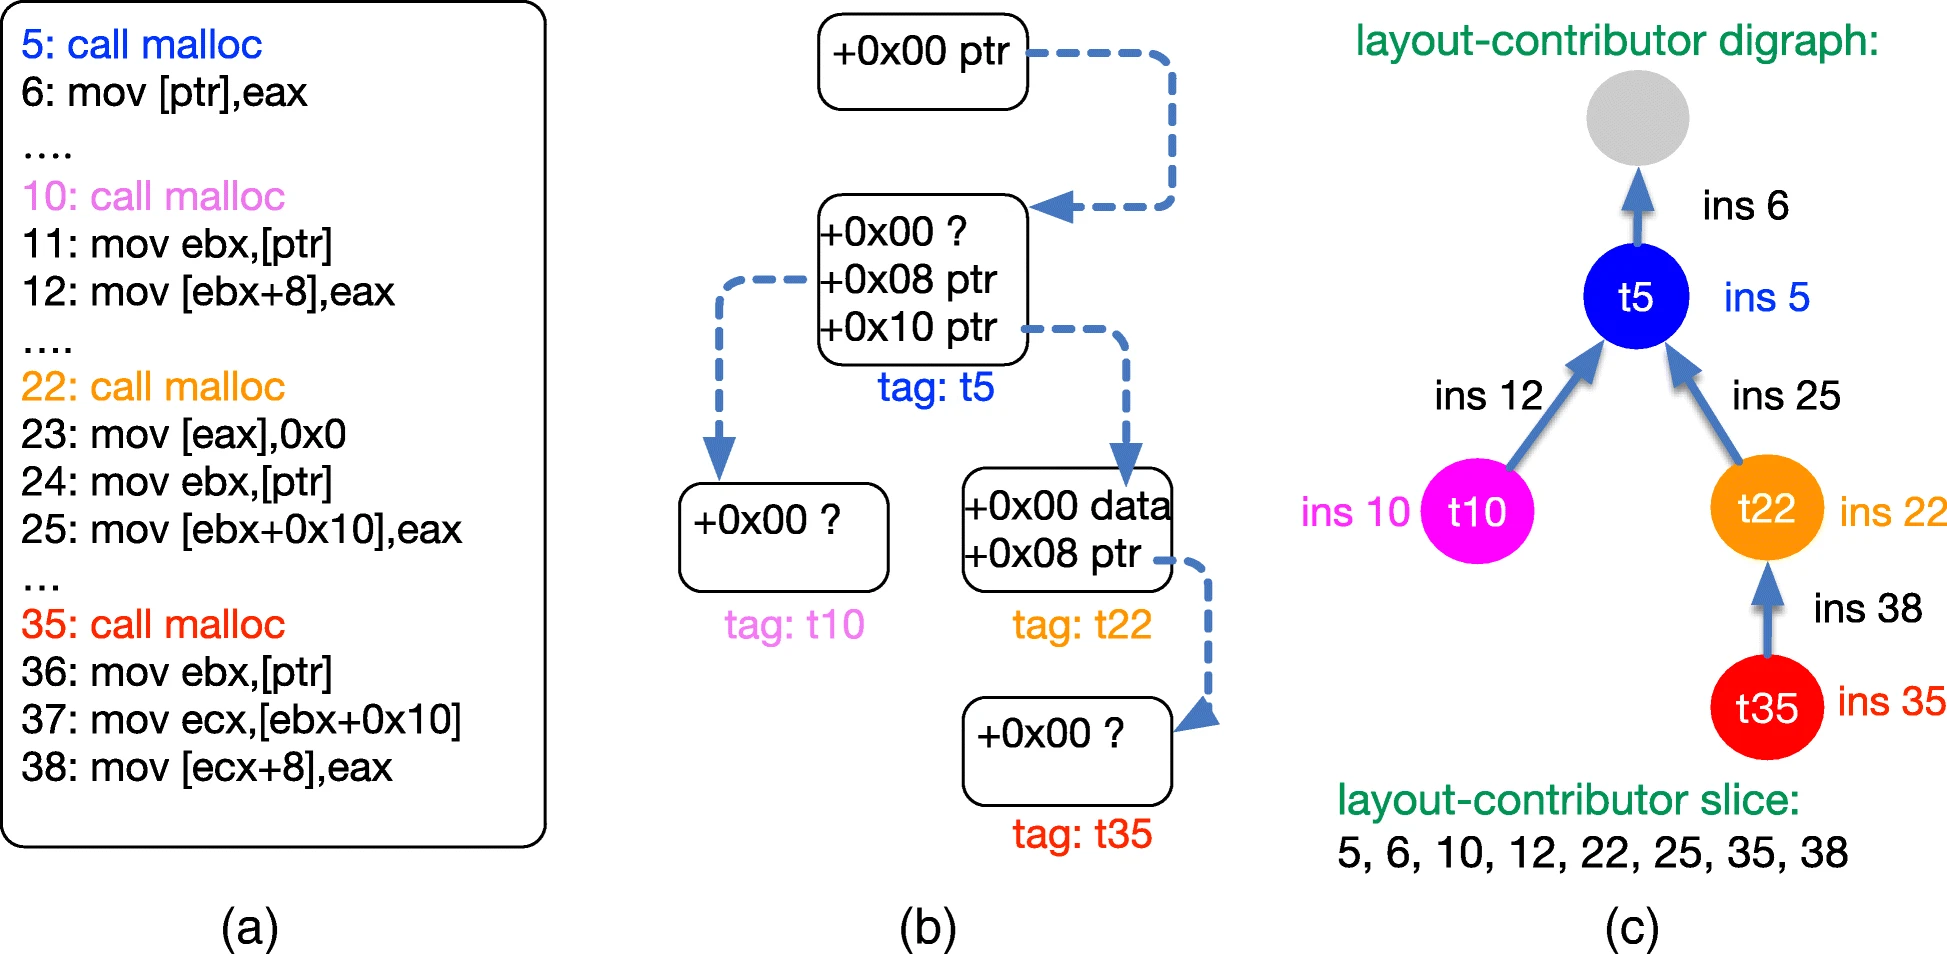 5: call malloc
6: mov [ptr],eax
....
10: call malloc
11: mov ebx,[ptr]
12: mov [ebx+8],eax
....
22: call malloc
23: mov [eax],0x0
24: mov ebx,[ptr]
25: mov [ebx+0x10],eax
...
35: call malloc
36: mov ebx,[ptr]
37: mov ecx,[ebx+0x10]
38: mov [ecx+8],eax
(a)
+0x00 ptr
+0x00 ?
+0x08 ptr
+0x10 ptr
tag: t5
+0x00 ?
tag: t10
+0x00 data
+0x08 ptr
tag: t22
+0x00 ?
tag: t35
(b)
layout-contributor digraph:
ins 6
t5
ins 5
ins 12
ins 25
ins 10
t10
t22
ins 22
ins 38
t35
ins 35
layout-contributor slice:
5, 6, 10, 12, 22, 25, 35, 38
(c)